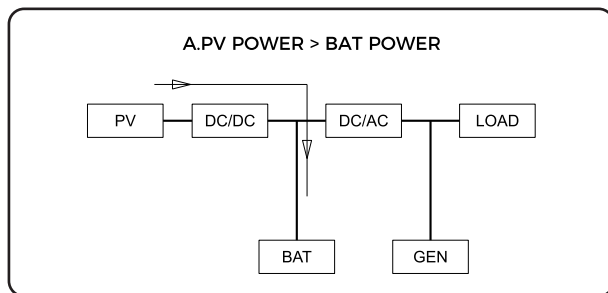 A.PV POWER > BAT POWER
PV
DC/DC
DC/AC
LOAD
BAT
GEN